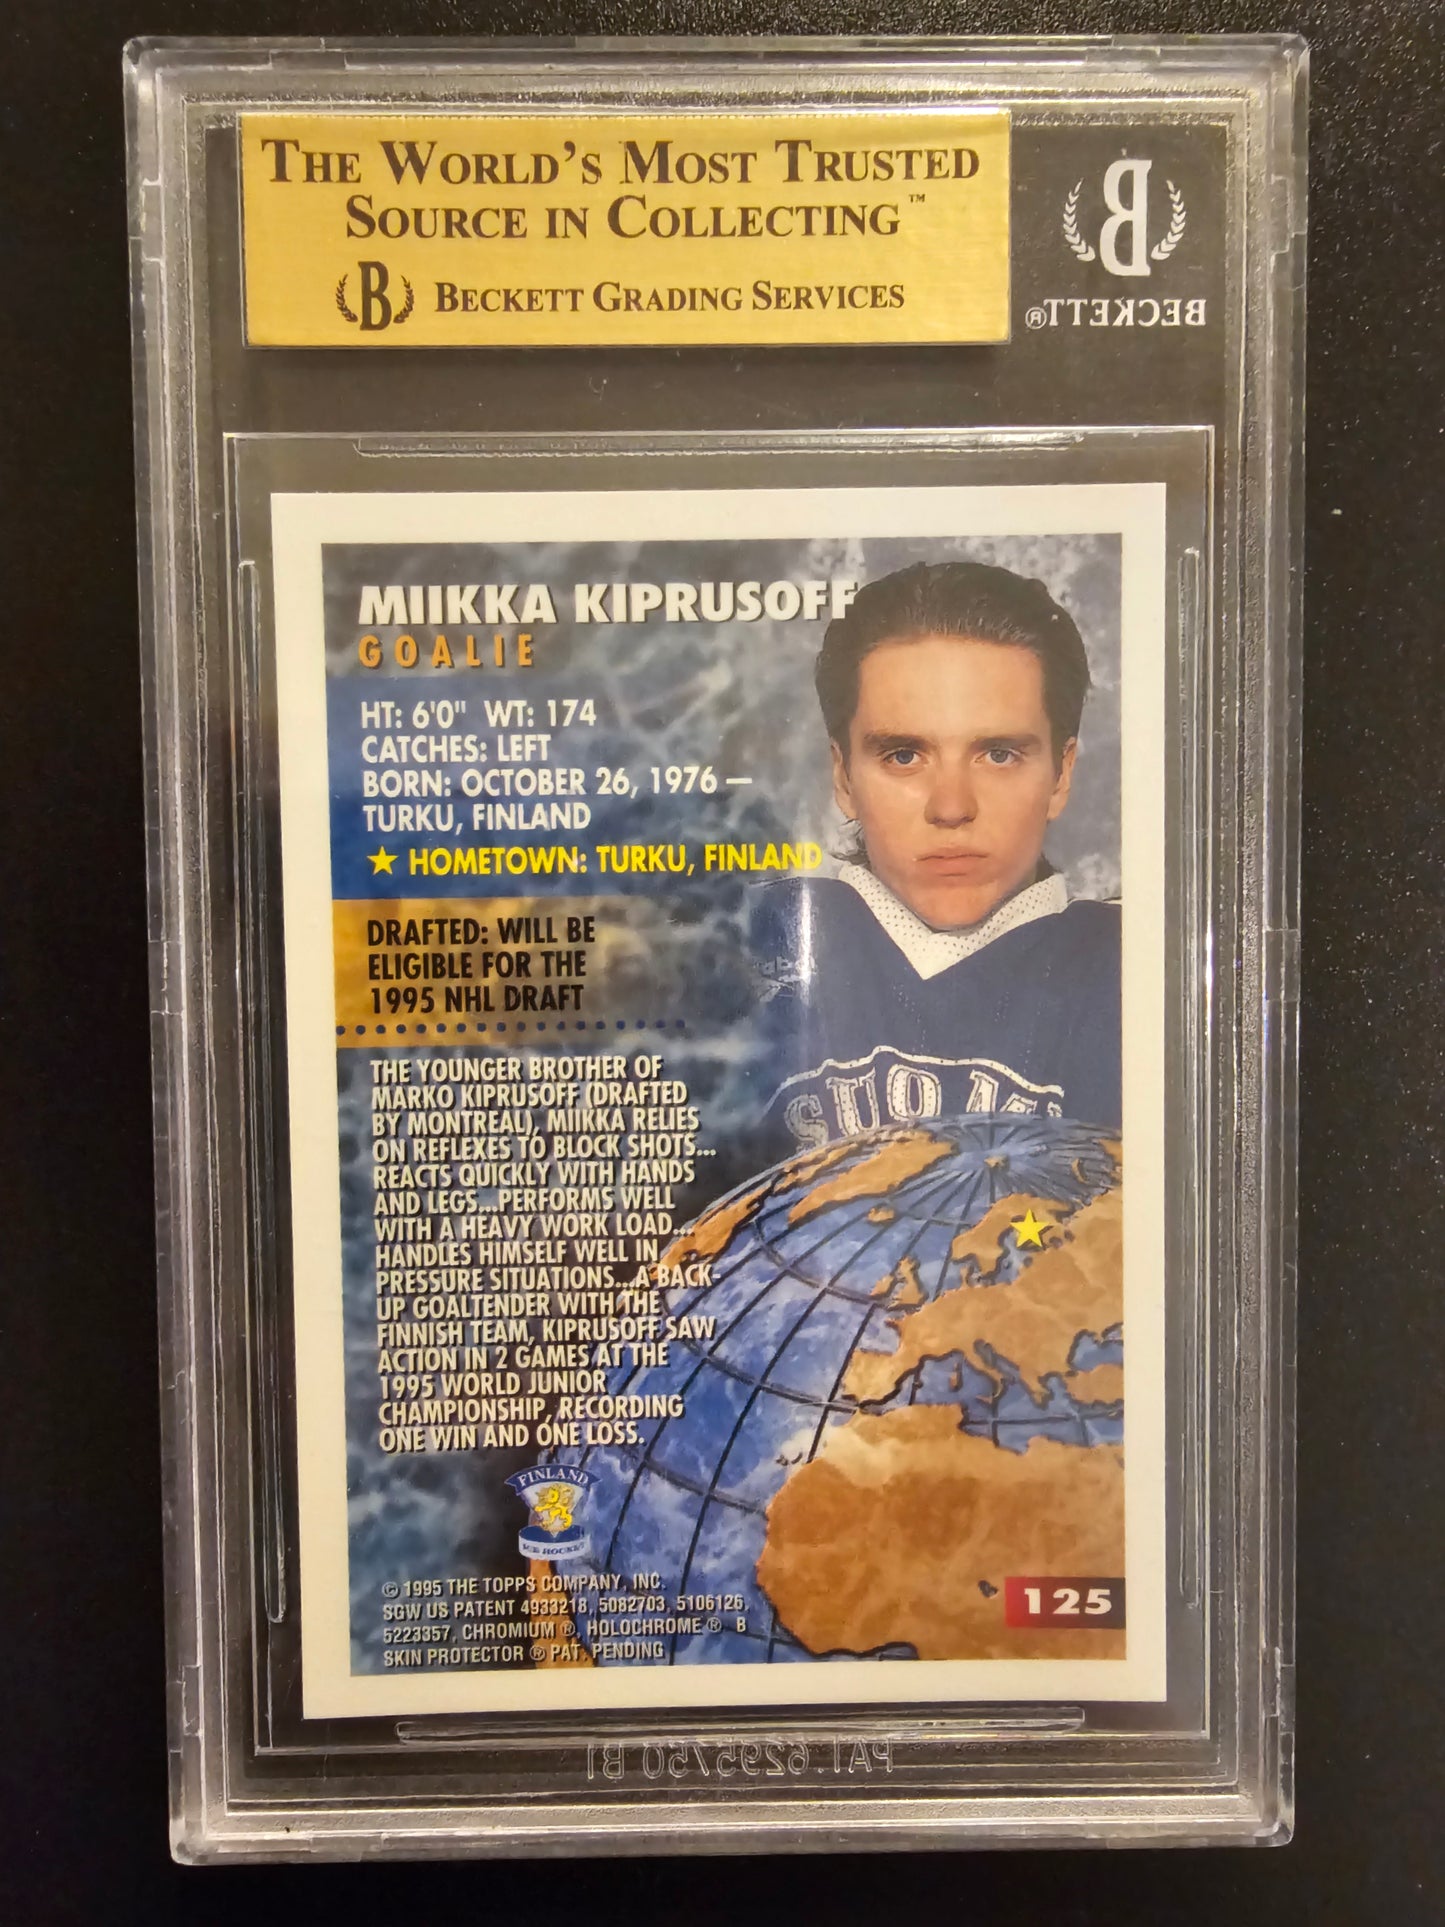 THE WORLD'S MOST TRUSTED
SOURCE IN COLLECTING™
B BECKETT GRADING SERVICES
B
BECKETT®
MIIKKA KIPRUSOFF
GOALIE
HT: 6'0" WT: 174
CATCHES: LEFT
BORN: OCTOBER 26, 1976 —
TURKU, FINLAND
★ HOMETOWN: TURKU, FINLAND
DRAFTED: WILL BE
ELIGIBLE FOR THE
1995 NHL DRAFT
THE YOUNGER BROTHER OF
MARKO KIPRUSOFF (DRAFTED
BY MONTREAL), MIIKKA RELIES
ON REFLEXES TO BLOCK SHOTS...
REACTS QUICKLY WITH HANDS
AND LEGS...PERFORMS WELL
WITH A HEAVY WORK LOAD...
HANDLES HIMSELF WELL IN
PRESSURE SITUATIONS...A BACK-
UP GOALTENDER WITH THE
FINNISH TEAM, KIPRUSOFF SAW
ACTION IN 2 GAMES AT THE
1995 WORLD JUNIOR
CHAMPIONSHIP, RECORDING
ONE WIN AND ONE LOSS.
SUOM
FINLAND
ICE HOCKEY
© 1995 THE TOPPS COMPANY, INC.
SGW US PATENT 4933218, 5082703, 5106126,
5223357, CHROMIUM ®, HOLOCHROME ® B
SKIN PROTECTOR ® PAT. PENDING
125
PAT. 6295750 B1